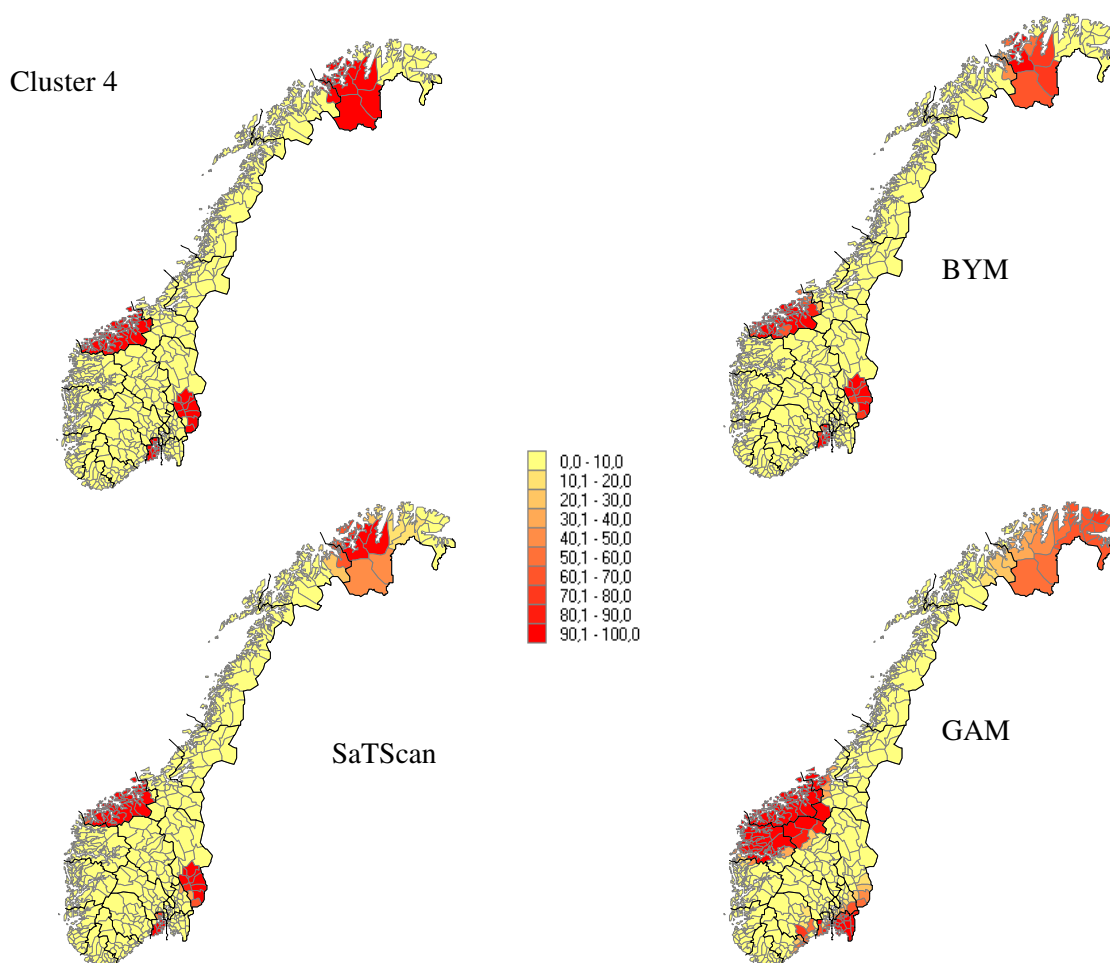 Cluster 4
BYM
0,0 - 10,0
10,1 - 20,0
20,1 - 30,0
30,1 - 40,0
40,1 - 50,0
50,1 - 60,0
60,1 - 70,0
70,1 - 80,0
80,1 - 90,0
90,1 - 100,0
SaTScan
GAM